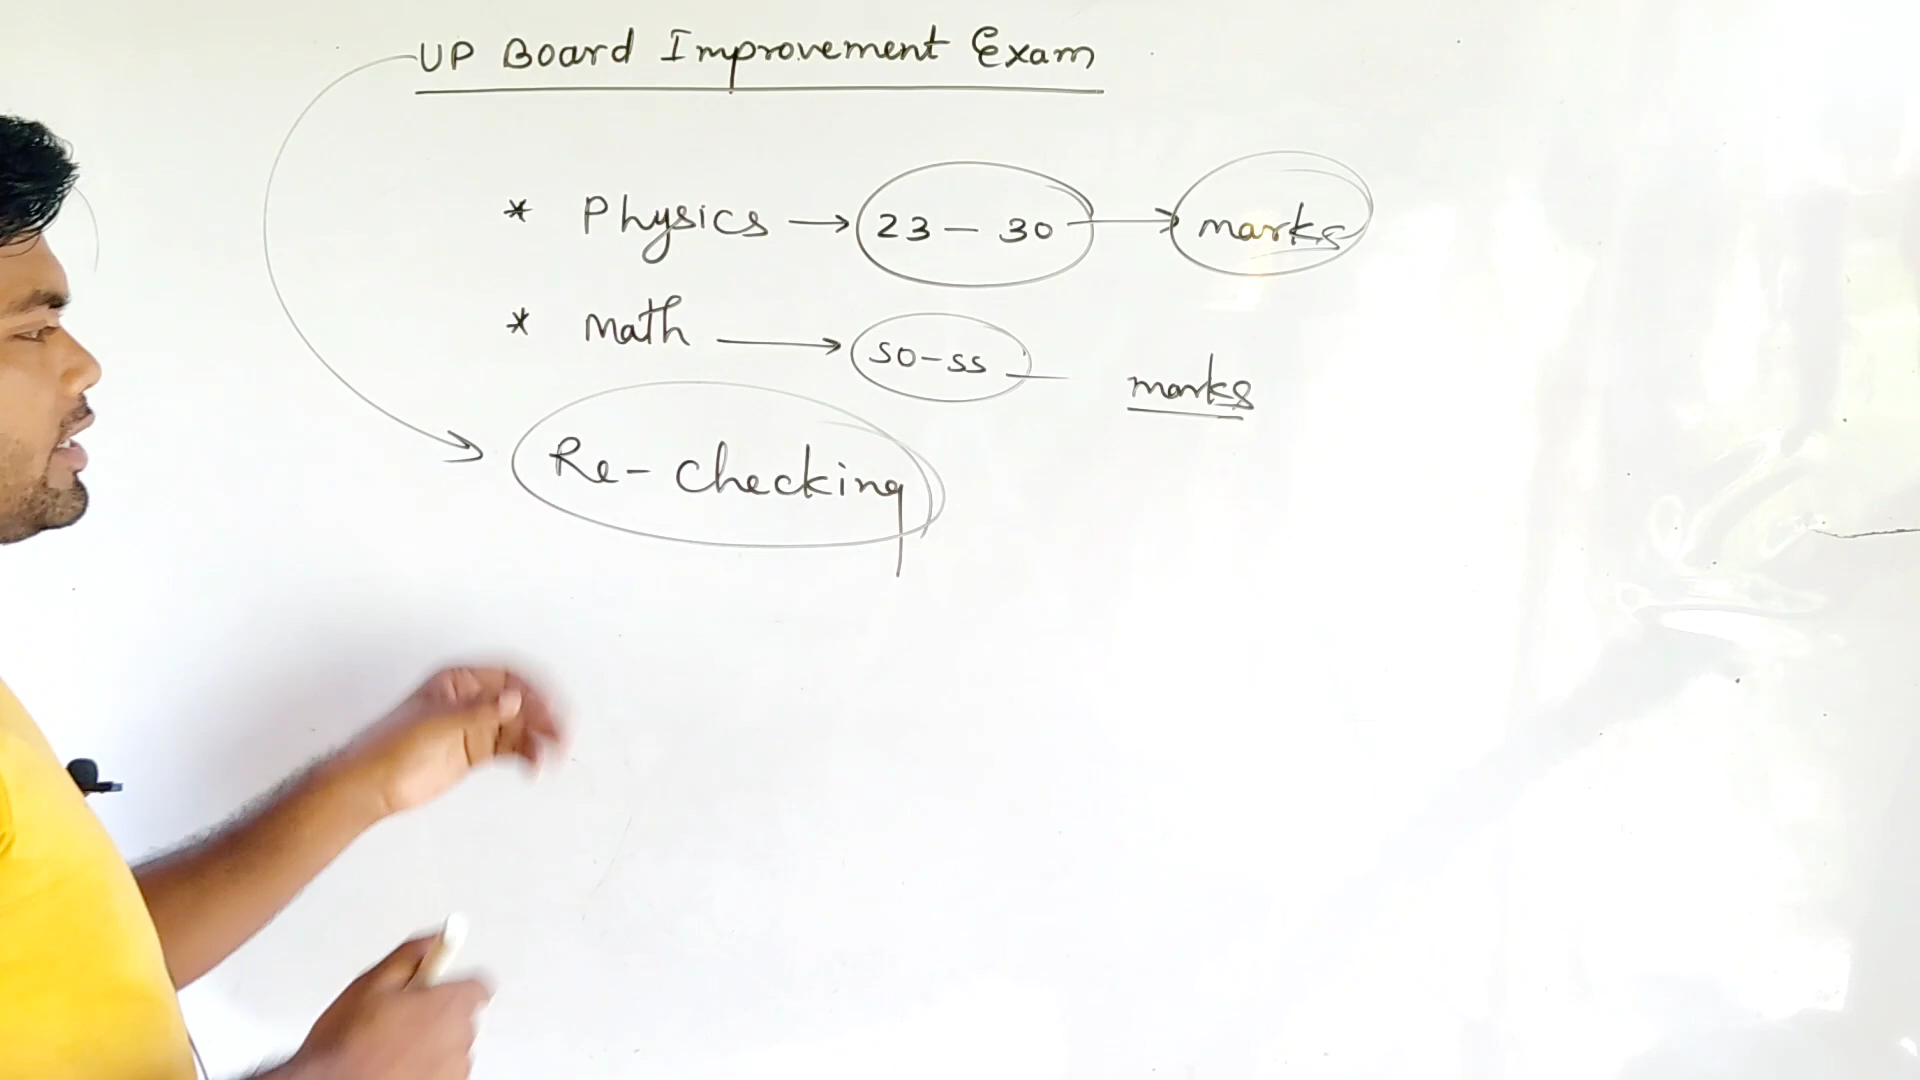 UP Board Improvement Exam
* Physics → 23 – 30 → marks
* math → 50-55 – marks
Re-checking